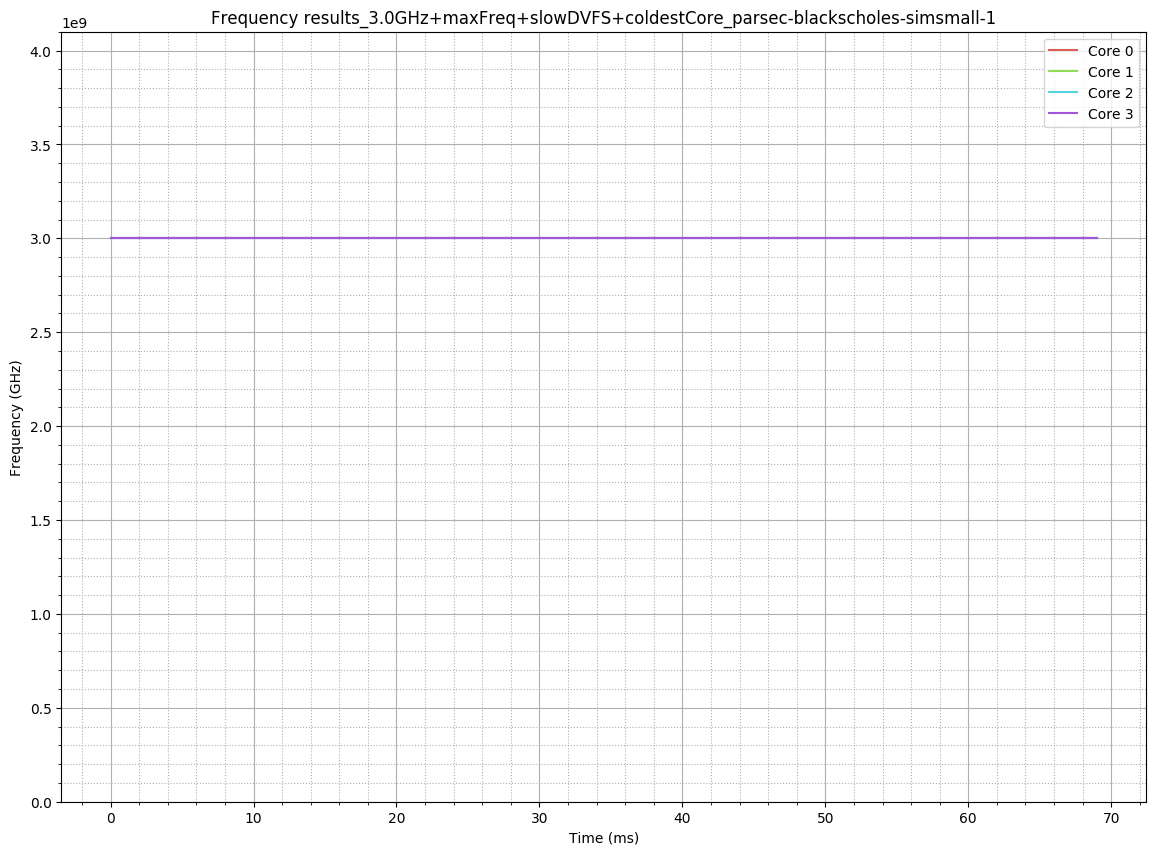 Frequency results_3.0GHz+maxFreq+slowDVFS+coldestCore_parsec-blackscholes-simsmall-1
1e9
Core 0
Core 1
Core 2
Core 3
4.0
3.5
3.0
2.5
2.0
1.5
1.0
0.5
0.0
Frequency (GHz)
0 10 20 30 40 50 60 70
Time (ms)